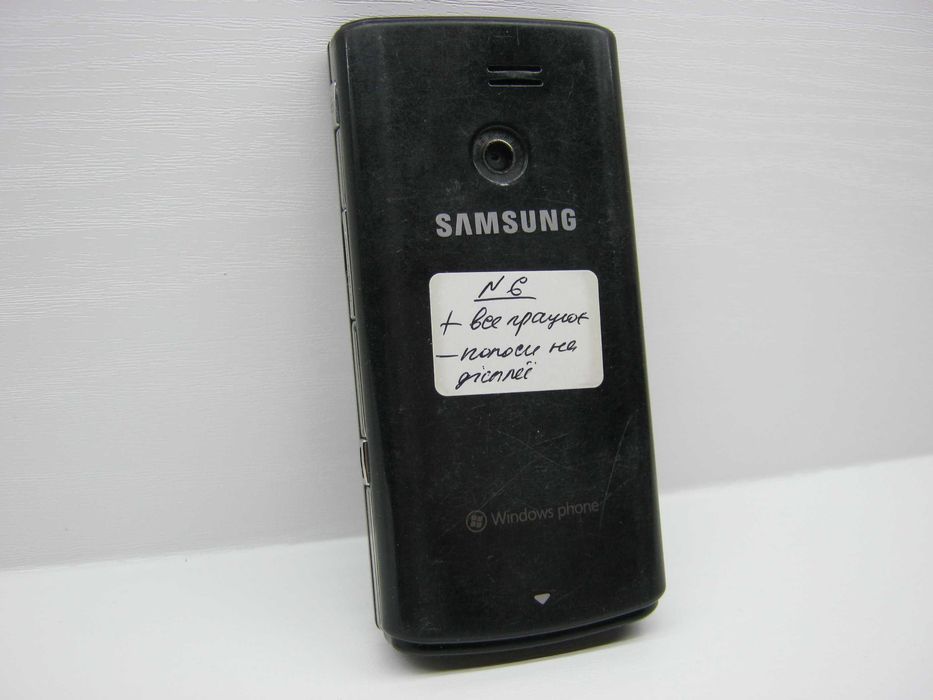 SAMSUNG
N 6
+ все працює
— полоси на
дісплеї
Windows phone